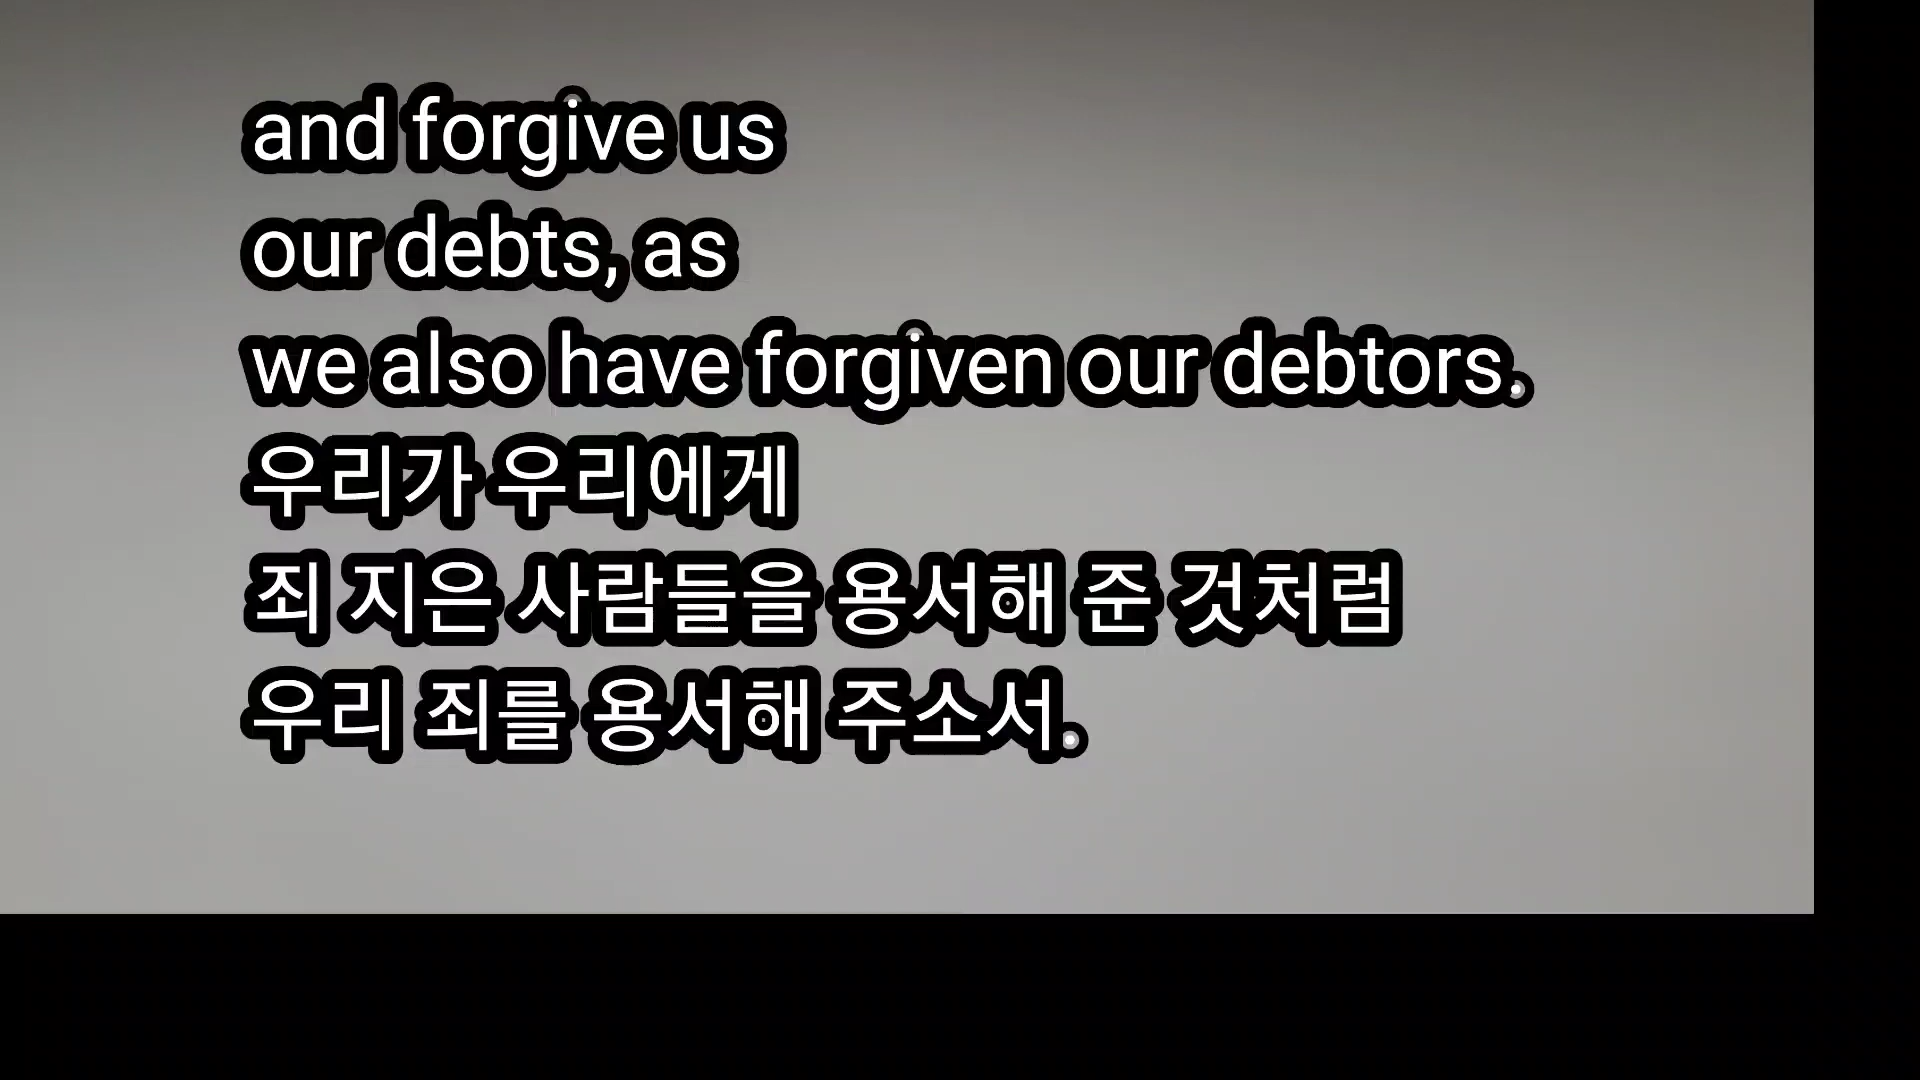 and forgive us
our debts, as
we also have forgiven our debtors.
우리가 우리에게
죄 지은 사람들을 용서해 준 것처럼
우리 죄를 용서해 주소서.